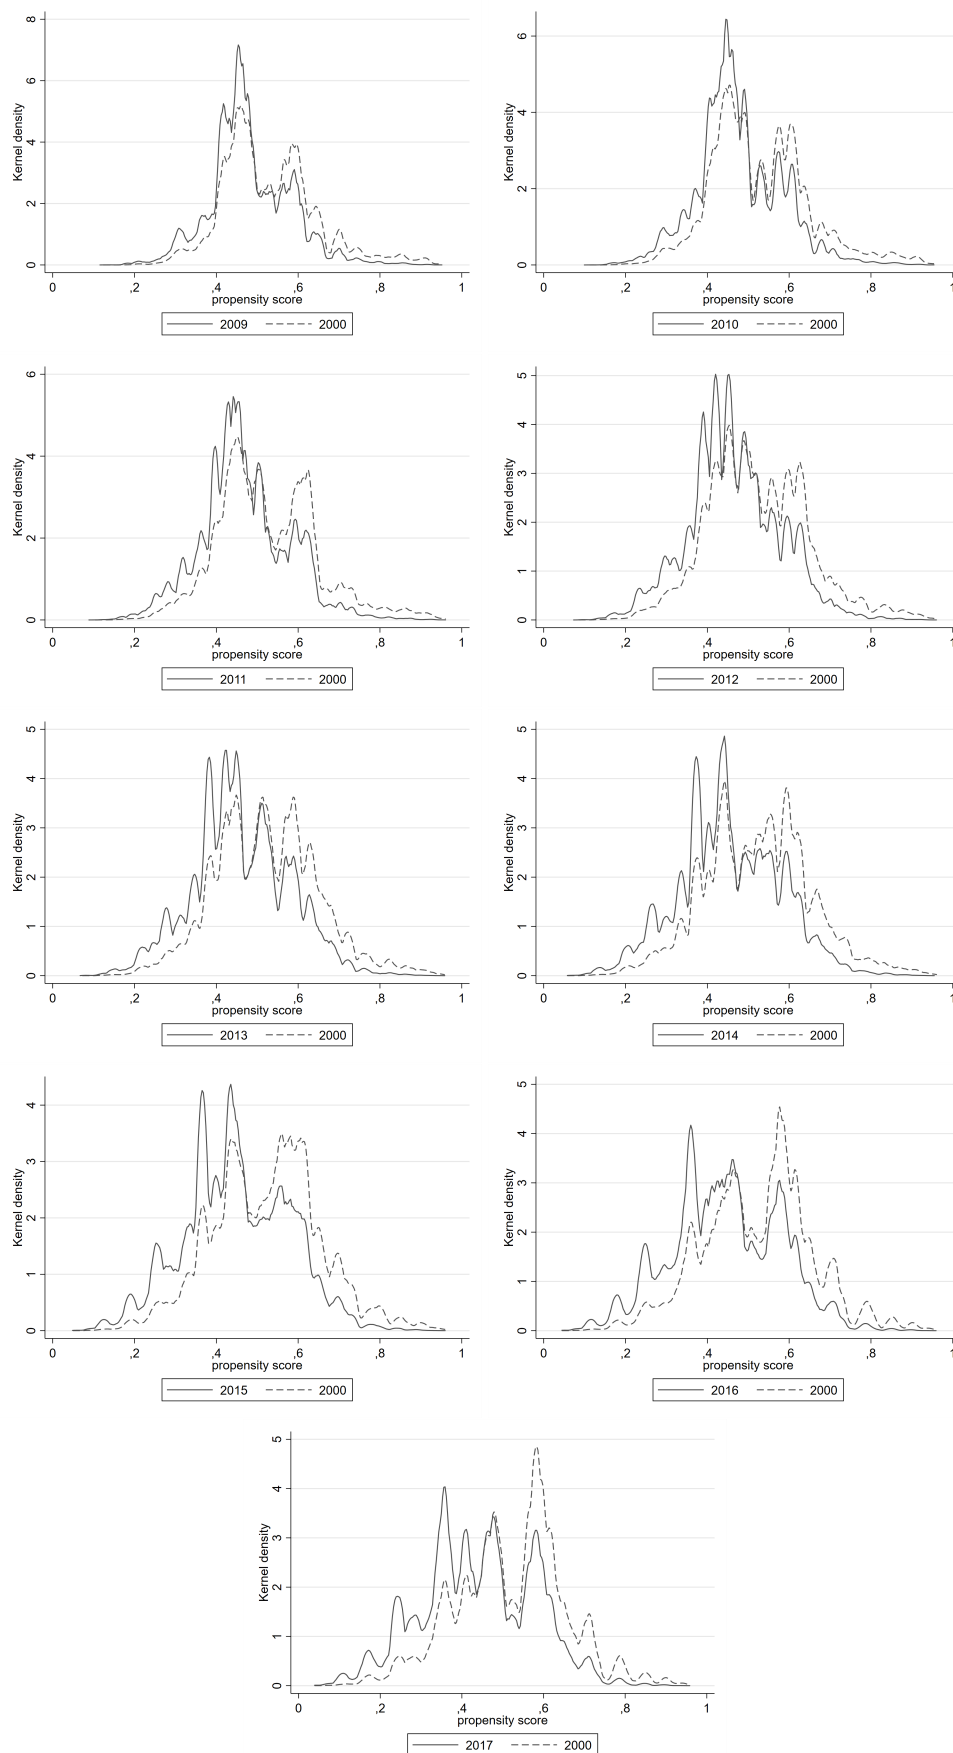 Kernel density
8
6
4
2
0
0 ,2 ,4 ,6 ,8 1
propensity score
2009 2000
Kernel density
6
4
2
0
0 ,2 ,4 ,6 ,8 1
propensity score
2010 2000
Kernel density
6
4
2
0
0 ,2 ,4 ,6 ,8 1
propensity score
2011 2000
Kernel density
5
4
3
2
1
0
0 ,2 ,4 ,6 ,8 1
propensity score
2012 2000
Kernel density
5
4
3
2
1
0
0 ,2 ,4 ,6 ,8 1
propensity score
2013 2000
Kernel density
5
4
3
2
1
0
0 ,2 ,4 ,6 ,8 1
propensity score
2014 2000
Kernel density
4
3
2
1
0
0 ,2 ,4 ,6 ,8 1
propensity score
2015 2000
Kernel density
5
4
3
2
1
0
0 ,2 ,4 ,6 ,8 1
propensity score
2016 2000
Kernel density
5
4
3
2
1
0
0 ,2 ,4 ,6 ,8 1
propensity score
2017 2000